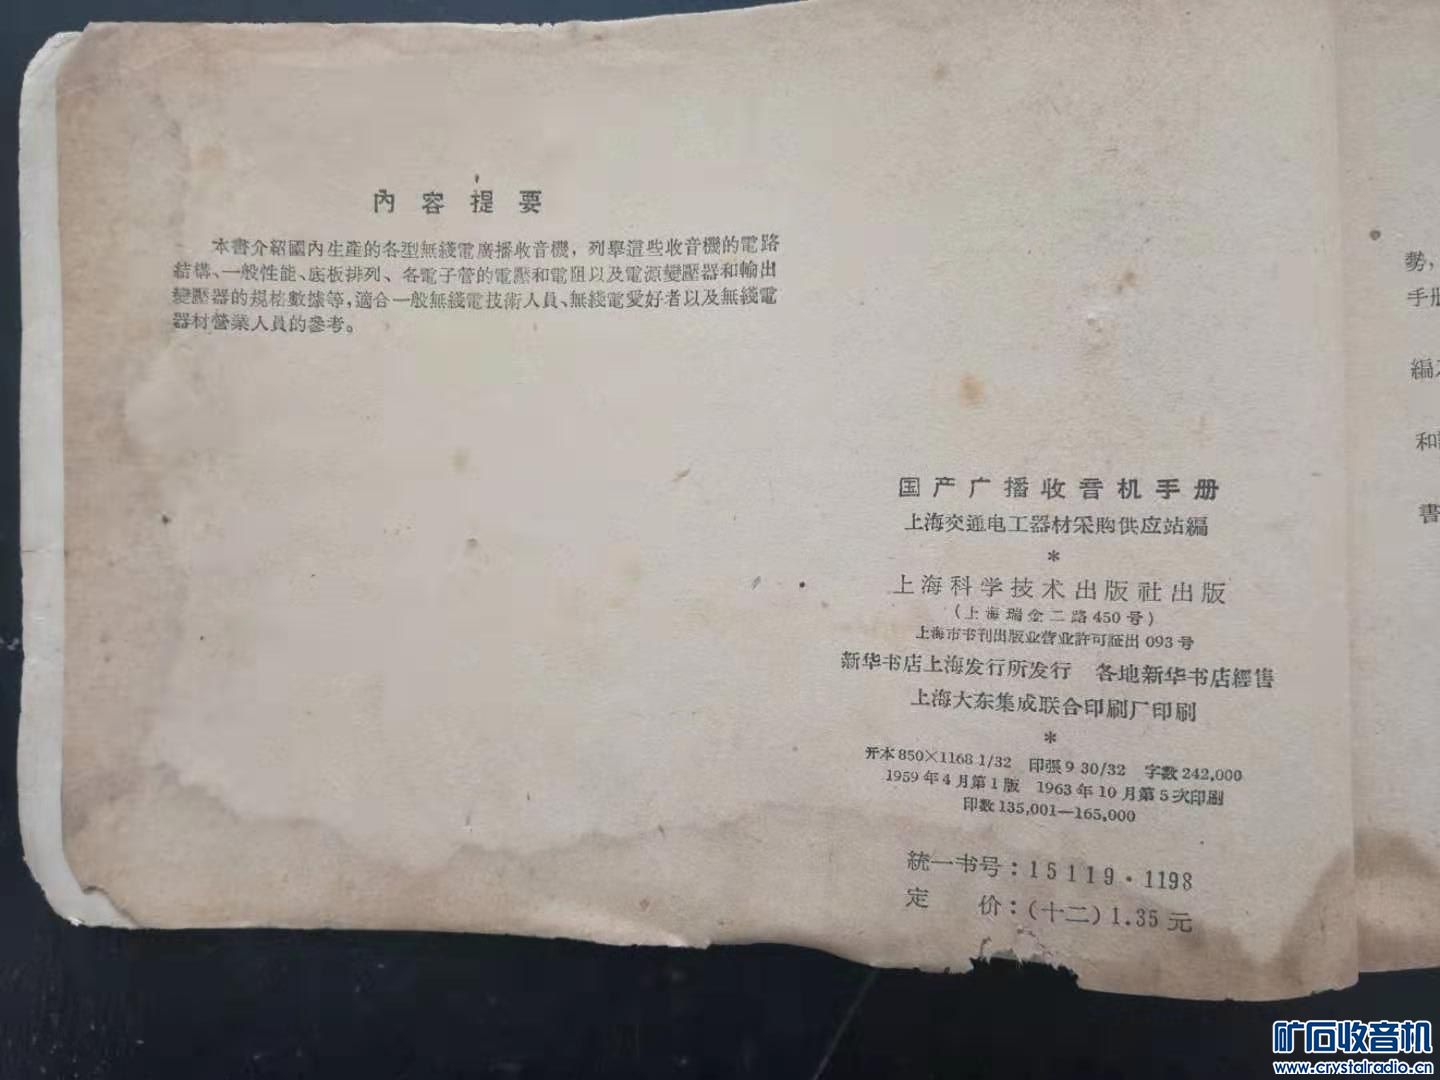 內容提要
本書介紹國內生產的各型無綫電廣播收音機，列舉這些收音機的電路
結構、一般性能、底板排列、各電子管的電壓和電阻以及電源變壓器和輸出
變壓器的規格數據等，適合一般無綫電技術人員、無綫電愛好者以及無綫電
器材營業人員的參考。
国产广播收音机手册
上海交通电工器材采购供应站編
*
上海科学技术出版社出版
（上海瑞金二路450号）
上海市书刊出版业营业許可証出093号
新华书店上海发行所发行 各地新华书店經售
上海大东集成联合印刷厂印刷
*
开本850×1168 1/32 印張9 30/32 字数242,000
1959年4月第1版 1963年10月第5次印刷
印数135,001—165,000
統一书号：15119·1198
定 价：(十二)1.35元
勢，
手册
編
和
書
矿石收音机
www.crystalradio.cn